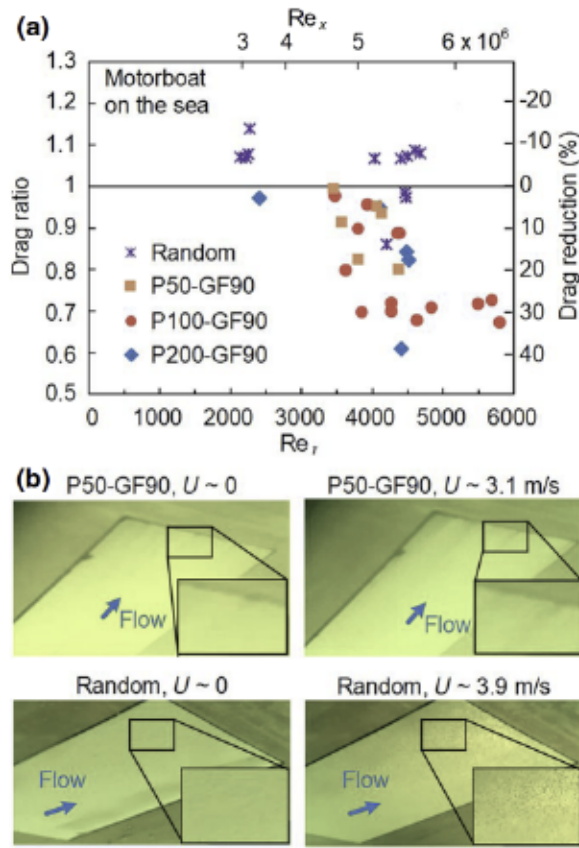 (a)
Re_x
3 4 5 6 x 10⁶
1.3
1.2
1.1
1
0.9
0.8
0.7
0.6
0.5
Drag ratio
Motorboat
on the sea
Random
P50-GF90
P100-GF90
P200-GF90
-20
-10
0
10
20
30
40
Drag reduction (%)
0 1000 2000 3000 4000 5000 6000
Re_τ
(b)
P50-GF90, U ~ 0
P50-GF90, U ~ 3.1 m/s
Flow
Flow
Random, U ~ 0
Random, U ~ 3.9 m/s
Flow
Flow